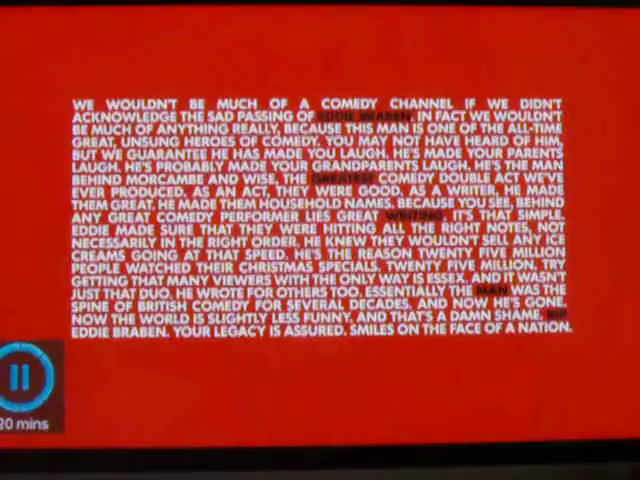 WE WOULDN'T BE MUCH OF A COMEDY CHANNEL IF WE DIDN'T
ACKNOWLEDGE THE SAD PASSING OF EDDIE BRABEN. IN FACT WE WOULDN'T
BE MUCH OF ANYTHING REALLY, BECAUSE THIS MAN IS ONE OF THE ALL-TIME
GREAT, UNSUNG HEROES OF COMEDY. YOU MAY NOT HAVE HEARD OF HIM,
BUT WE GUARANTEE HE HAS MADE YOU LAUGH. HE'S MADE YOUR PARENTS
LAUGH. HE'S PROBABLY MADE YOUR GRANDPARENTS LAUGH. HE'S THE MAN
BEHIND MORCAMBE AND WISE, THE GREATEST COMEDY DOUBLE ACT WE'VE
EVER PRODUCED. AS AN ACT, THEY WERE GOOD. AS A WRITER, HE MADE
THEM GREAT. HE MADE THEM HOUSEHOLD NAMES. BECAUSE YOU SEE, BEHIND
ANY GREAT COMEDY PERFORMER LIES GREAT WRITING. IT'S THAT SIMPLE.
EDDIE MADE SURE THAT THEY WERE HITTING ALL THE RIGHT NOTES, NOT
NECESSARILY IN THE RIGHT ORDER. HE KNEW THEY WOULDN'T SELL ANY ICE
CREAMS GOING AT THAT SPEED. HE'S THE REASON TWENTY FIVE MILLION
PEOPLE WATCHED THEIR CHRISTMAS SPECIALS. TWENTY FIVE MILLION. TRY
GETTING THAT MANY VIEWERS WITH THE ONLY WAY IS ESSEX. AND IT WASN'T
JUST THAT DUO. HE WROTE FOR OTHERS TOO. ESSENTIALLY THE MAN WAS THE
SPINE OF BRITISH COMEDY FOR SEVERAL DECADES. AND NOW HE'S GONE.
NOW THE WORLD IS SLIGHTLY LESS FUNNY. AND THAT'S A DAMN SHAME. RIP
EDDIE BRABEN. YOUR LEGACY IS ASSURED. SMILES ON THE FACE OF A NATION.
mins